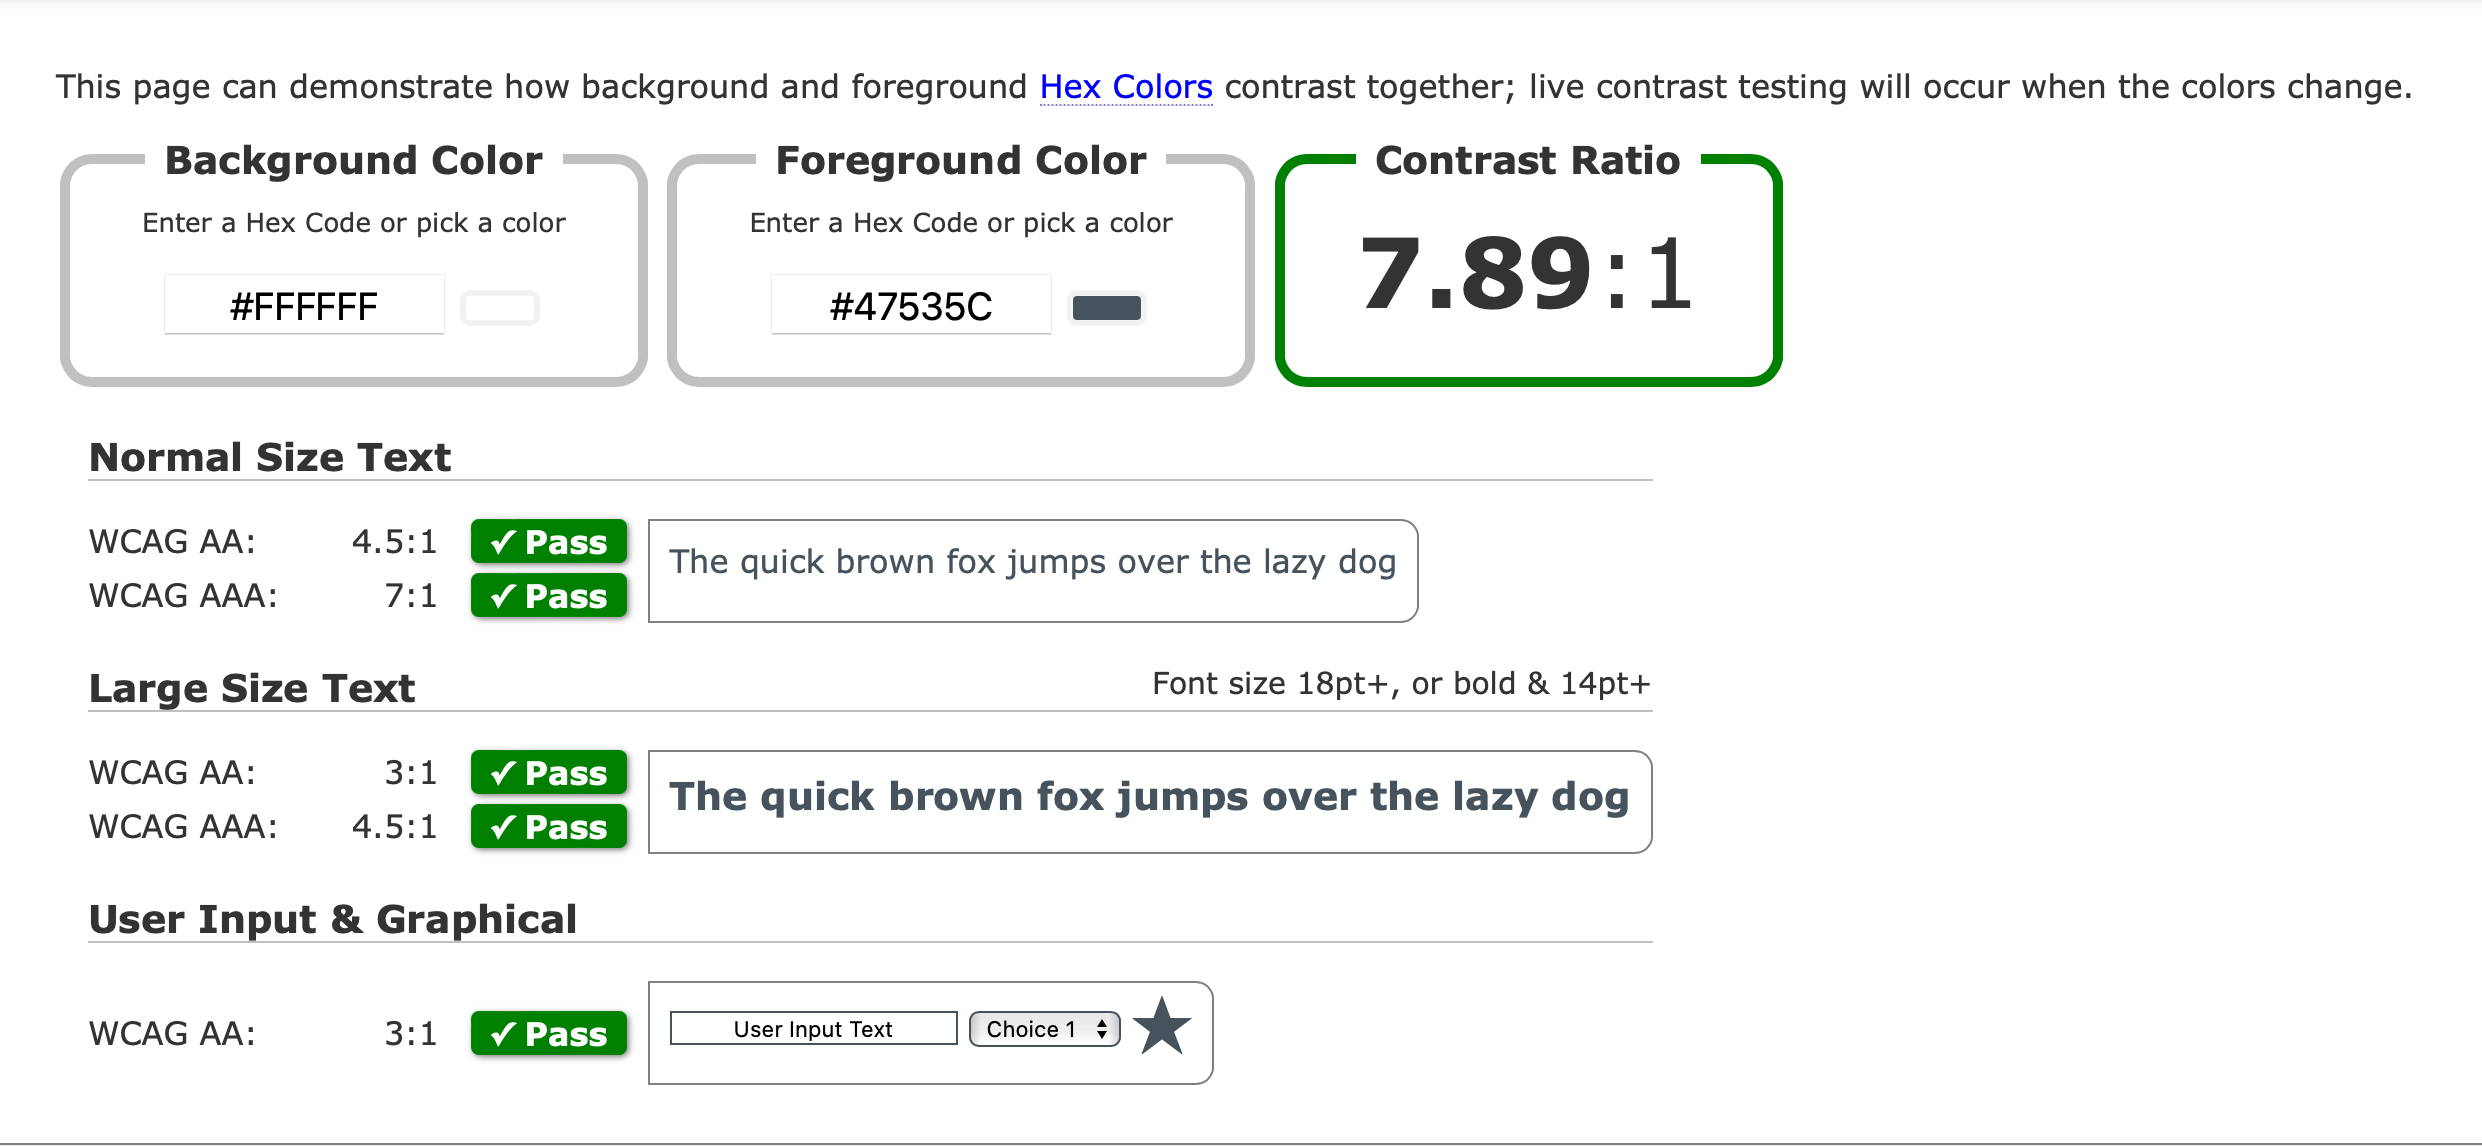 This page can demonstrate how background and foreground Hex Colors contrast together; live contrast testing will occur when the colors change.
Background Color
Enter a Hex Code or pick a color
#FFFFFF
Foreground Color
Enter a Hex Code or pick a color
#47535C
Contrast Ratio
7.89:1
Normal Size Text
WCAG AA: 4.5:1 ✓ Pass
WCAG AAA: 7:1 ✓ Pass
The quick brown fox jumps over the lazy dog
Large Size Text Font size 18pt+, or bold & 14pt+
WCAG AA: 3:1 ✓ Pass
WCAG AAA: 4.5:1 ✓ Pass
The quick brown fox jumps over the lazy dog
User Input & Graphical
WCAG AA: 3:1 ✓ Pass
User Input Text Choice 1